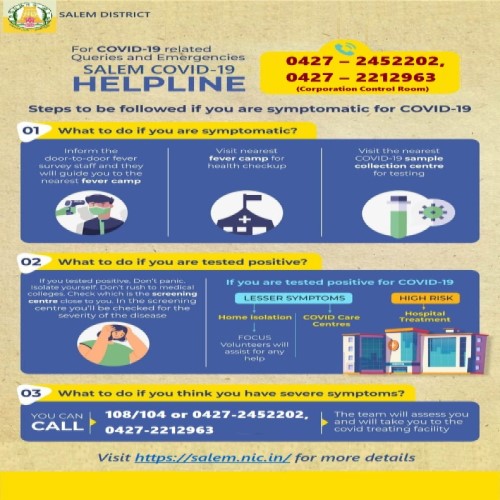 SALEM DISTRICT
For COVID-19 related
Queries and Emergencies
SALEM COVID-19
HELPLINE
0427 – 2452202,
0427 – 2212963
(Corporation Control Room)
Steps to be followed if you are symptomatic for COVID-19
01 What to do if you are symptomatic?
Inform the
door-to-door fever
survey staff and they
will guide you to the
nearest fever camp
Visit nearest
fever camp for
health checkup
Visit the nearest
COVID-19 sample
collection centre
for testing
02 What to do if you are tested positive?
If you tested positive, Don't panic,
isolate yourself. Don't rush to medical
colleges. Check which is the screening
centre close to you. In the screening
centre you'll be checked for the
severity of the disease
If you are tested positive for COVID-19
LESSER SYMPTOMS
HIGH RISK
Home isolation
COVID Care
Centres
Hospital
Treatment
FOCUS
Volunteers will
assist for any
help
03 What to do if you think you have severe symptoms?
YOU CAN
CALL
108/104 or 0427-2452202,
0427-2212963
The team will assess you
and will take you to the
covid treating facility
Visit https://salem.nic.in/ for more details